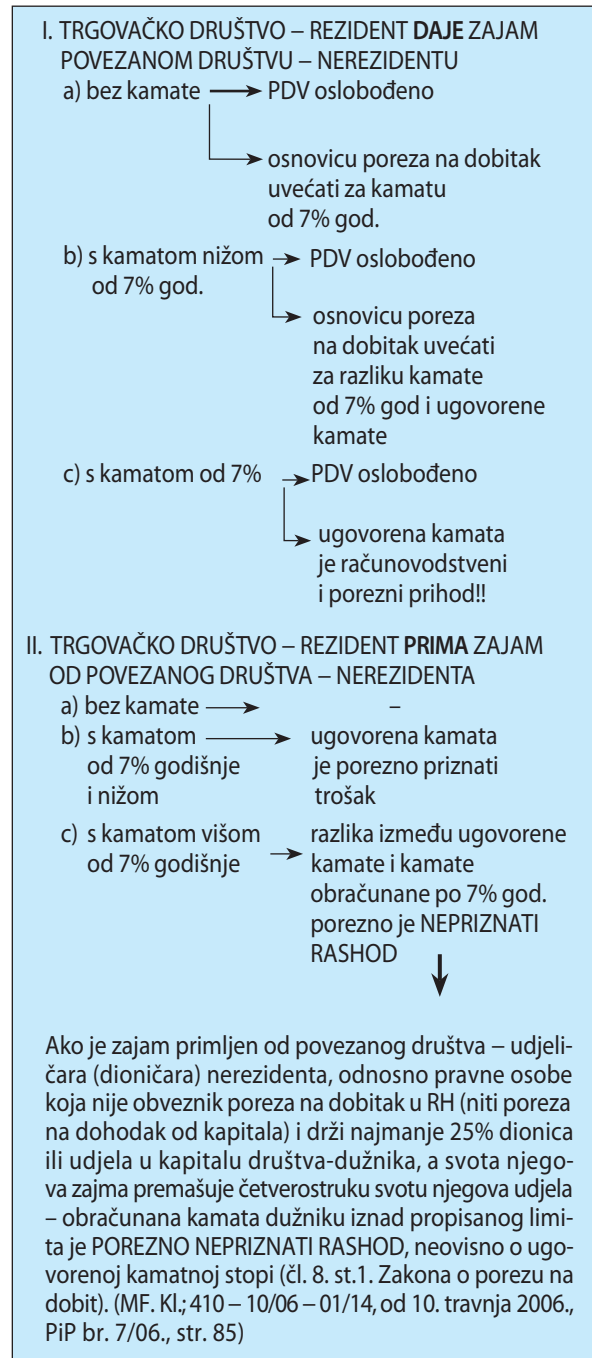 I. TRGOVAČKO DRUŠTVO – REZIDENT DAJE ZAJAM
POVEZANOM DRUŠTVU – NEREZIDENTU
a) bez kamate → PDV oslobođeno
osnovicu poreza na dobitak
uvećati za kamatu
od 7% god.
b) s kamatom nižom → PDV oslobođeno
od 7% god.
osnovicu poreza
na dobitak uvećati
za razliku kamate
od 7% god i ugovorene
kamate
c) s kamatom od 7% → PDV oslobođeno
ugovorena kamata
je računovodstveni
i porezni prihod!!
II. TRGOVAČKO DRUŠTVO – REZIDENT PRIMA ZAJAM
OD POVEZANOG DRUŠTVA – NEREZIDENTA
a) bez kamate → –
b) s kamatom → ugovorena kamata
od 7% godišnje je porezno priznati
i nižom trošak
c) s kamatom višom razlika između ugovorene
od 7% godišnje → kamate i kamate
obračunane po 7% god.
porezno je NEPRIZNATI
RASHOD
Ako je zajam primljen od povezanog društva – udjeli-
čara (dioničara) nerezidenta, odnosno pravne osobe
koja nije obveznik poreza na dobitak u RH (niti poreza
na dohodak od kapitala) i drži najmanje 25% dionica
ili udjela u kapitalu društva-dužnika, a svota njego-
va zajma premašuje četverostruku svotu njegova udjela
– obračunana kamata dužniku iznad propisanog limi-
ta je POREZNO NEPRIZNATI RASHOD, neovisno o ugo-
vorenoj kamatnoj stopi (čl. 8. st.1. Zakona o porezu na
dobit). (MF. Kl.; 410 – 10/06 – 01/14, od 10. travnja 2006.,
PiP br. 7/06., str. 85)